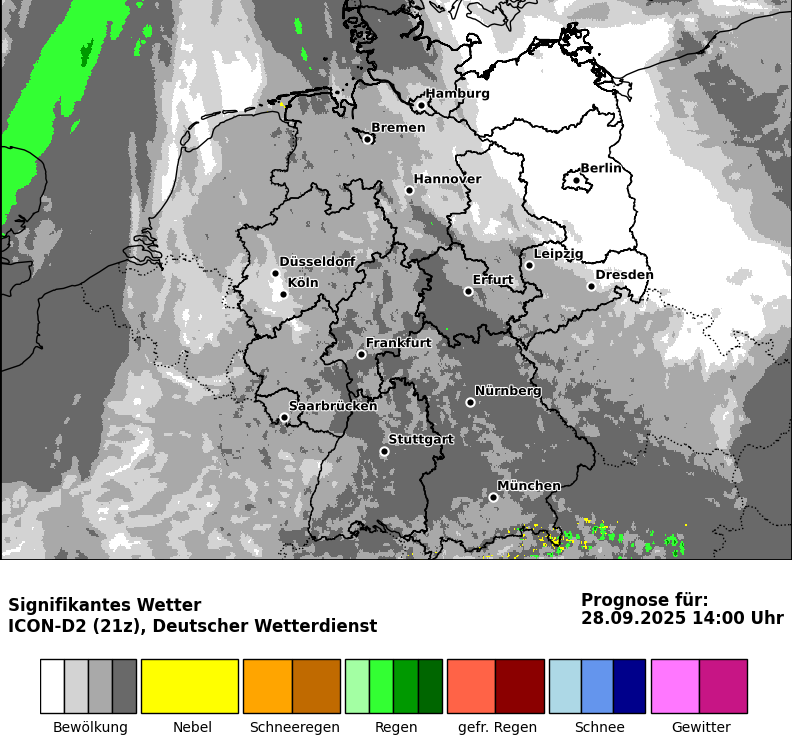 Hamburg
Bremen
Berlin
Hannover
Leipzig
Düsseldorf
Dresden
Köln
Erfurt
Frankfurt
Nürnberg
Saarbrücken
Stuttgart
München
Signifikantes Wetter
ICON-D2 (21z), Deutscher Wetterdienst
Prognose für:
28.09.2025 14:00 Uhr
Bewölkung
Nebel
Schneeregen
Regen
gefr. Regen
Schnee
Gewitter